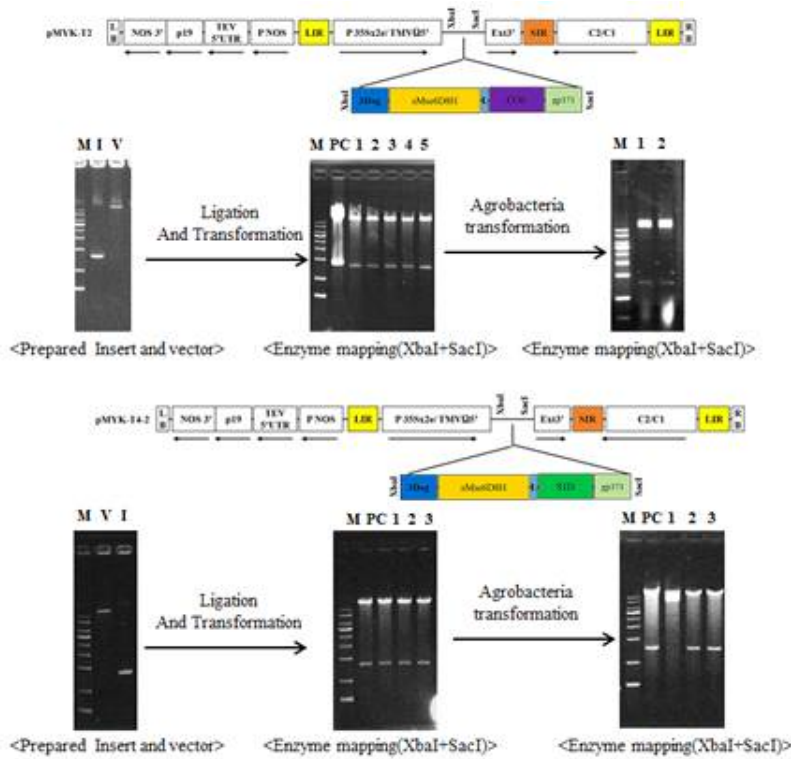 XbaI
SacI
pMYK-T2
L B
NOS 3'
p19
TEV 5'UTR
P NOS
LIR
P 35Sx2e/ TMVΩ5'
Ext3'
SIR
C2/C1
LIR
R B
XbaI
SacI
gp371
M I V
Ligation
And Transformation
M PC 1 2 3 4 5
Agrobacteria
transformation
M 1 2
<Prepared Insert and vector>
<Enzyme mapping(XbaI+SacI)>
<Enzyme mapping(XbaI+SacI)>
XbaI
SacI
pMYK-T4-2
L B
NOS 3'
p19
TEV 5'UTR
P NOS
LIR
P 35Sx2e/ TMVΩ5'
Ext3'
SIR
C2/C1
LIR
R B
XbaI
SacI
gp371
M V I
Ligation
And Transformation
M PC 1 2 3
Agrobacteria
transformation
M PC 1 2 3
<Prepared Insert and vector>
<Enzyme mapping(XbaI+SacI)>
<Enzyme mapping(XbaI+SacI)>